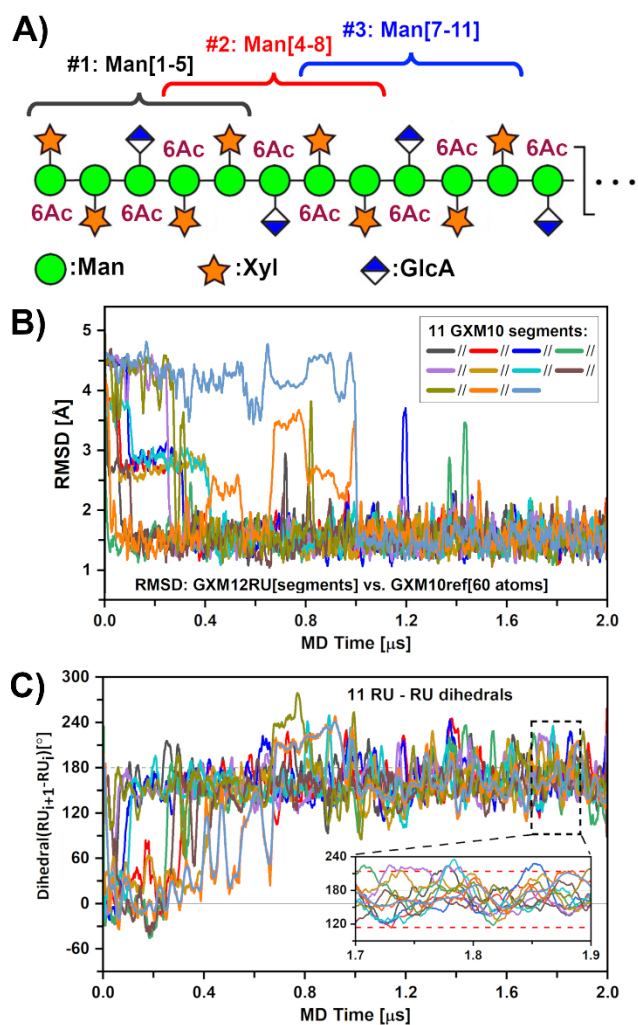 A)
#3: Man[7-11]
#2: Man[4-8]
#1: Man[1-5]
6Ac 6Ac 6Ac 6Ac
6Ac 6Ac 6Ac 6Ac
...
:Man :Xyl :GlcA
B)
5
4
3
2
1
RMSD [Å]
11 GXM10 segments:
// // // //
// // // //
// //
RMSD: GXM12RU[segments] vs. GXM10ref[60 atoms]
0.0 0.4 0.8 1.2 1.6 2.0
MD Time [μs]
C)
300
240
180
120
60
0
-60
Dihedral(RUi+1-RUi)[°]
11 RU - RU dihedrals
240
180
120
1.7 1.8 1.9
0.0 0.4 0.8 1.2 1.6 2.0
MD Time [μs]